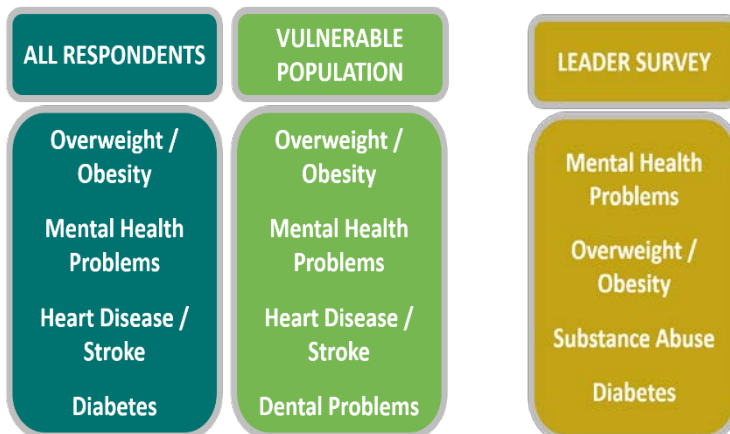 ALL RESPONDENTS
Overweight /
Obesity
Mental Health
Problems
Heart Disease /
Stroke
Diabetes
VULNERABLE
POPULATION
Overweight /
Obesity
Mental Health
Problems
Heart Disease /
Stroke
Dental Problems
LEADER SURVEY
Mental Health
Problems
Overweight /
Obesity
Substance Abuse
Diabetes